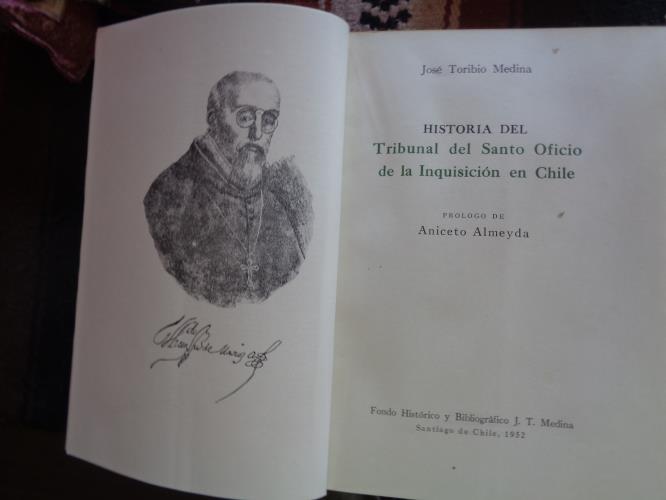 José Toribio Medina
HISTORIA DEL
Tribunal del Santo Oficio
de la Inquisición en Chile
PROLOGO DE
Aniceto Almeyda
Fondo Histórico y Bibliográfico J. T. Medina
Santiago de Chile, 1952